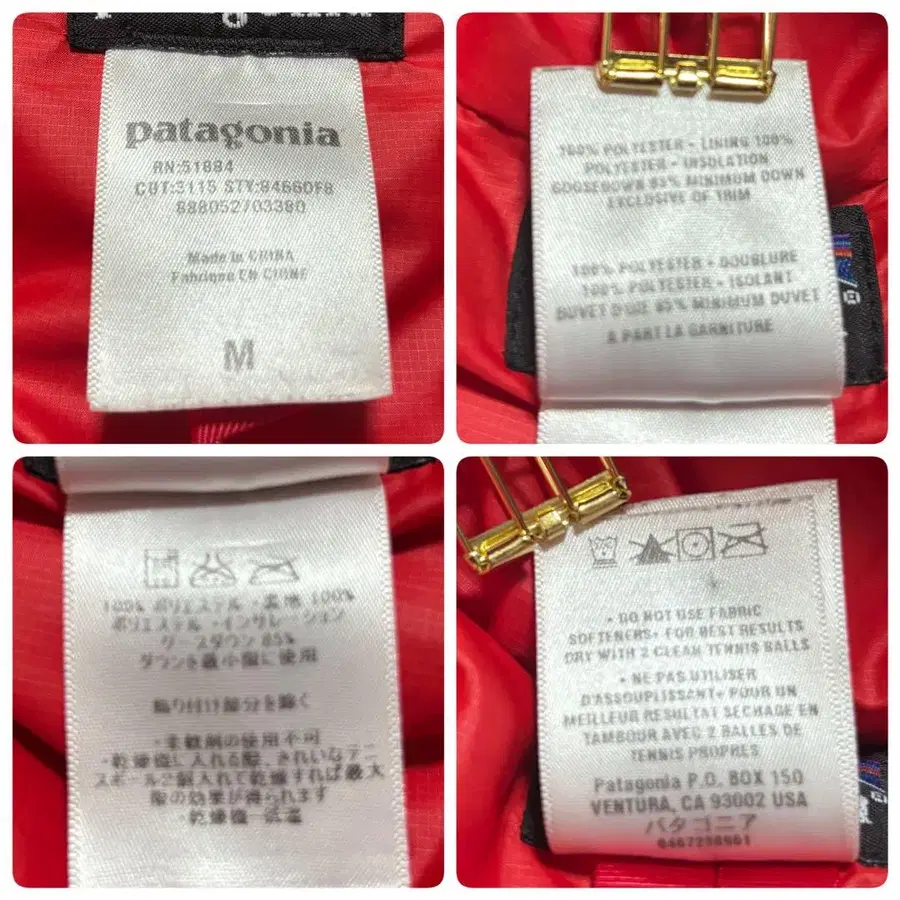 patagonia
patagonia
RN:51884
CUT:3115 STY:84660F8
888052703380
Made in CHINA
Fabriqué EN CHINE
M
100% POLYESTER • LINING 100%
POLYESTER • INSULATION
GOOSEDOWN 85% MINIMUM DOWN
EXCLUSIVE OF TRIM
100% POLYESTER • DOUBLURE
100% POLYESTER • ISOLANT
DUVET D'OIE 85% MINIMUM DUVET
A PART LA GARNITURE
100% ポリエステル・裏地 100%
ポリエステル・インサレーション
グースダウン 85%
ダウンを最小限に使用
飾り付け部分を除く
・柔軟剤の使用不可
・乾燥機に入れる際、きれいなテニ
スボール2個入れて乾燥すれば最大
限の効果が得られます
乾燥機-低温
• DO NOT USE FABRIC
SOFTENERS• FOR BEST RESULTS
DRY WITH 2 CLEAN TENNIS BALLS
• NE PAS UTILISER
D'ASSOUPLISSANT• POUR UN
MEILLEUR RESULTAT SECHAGE EN
TAMBOUR AVEC 2 BALLES DE
TENNIS PROPRES
Patagonia P.O. BOX 150
VENTURA, CA 93002 USA
パタゴニア